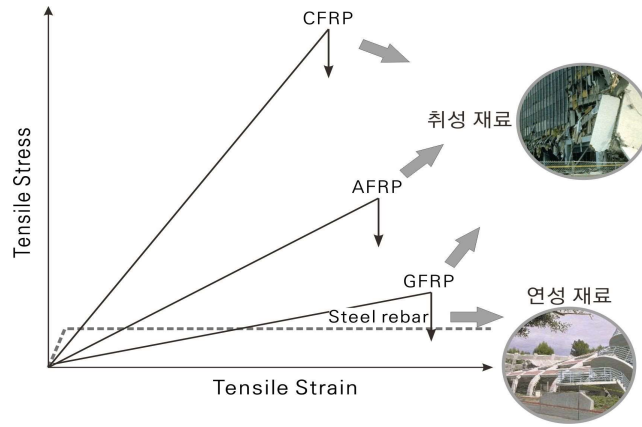 CFRP
취성 재료
AFRP
GFRP
연성 재료
Steel rebar
Tensile Stress
Tensile Strain